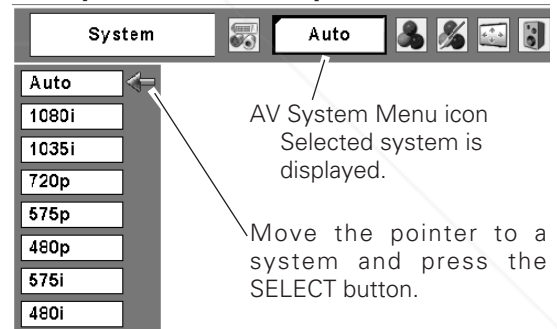 System
Auto
Auto
1080i
1035i
720p
575p
480p
575i
480i
AV System Menu icon
Selected system is
displayed.
Move the pointer to a
system and press the
SELECT button.